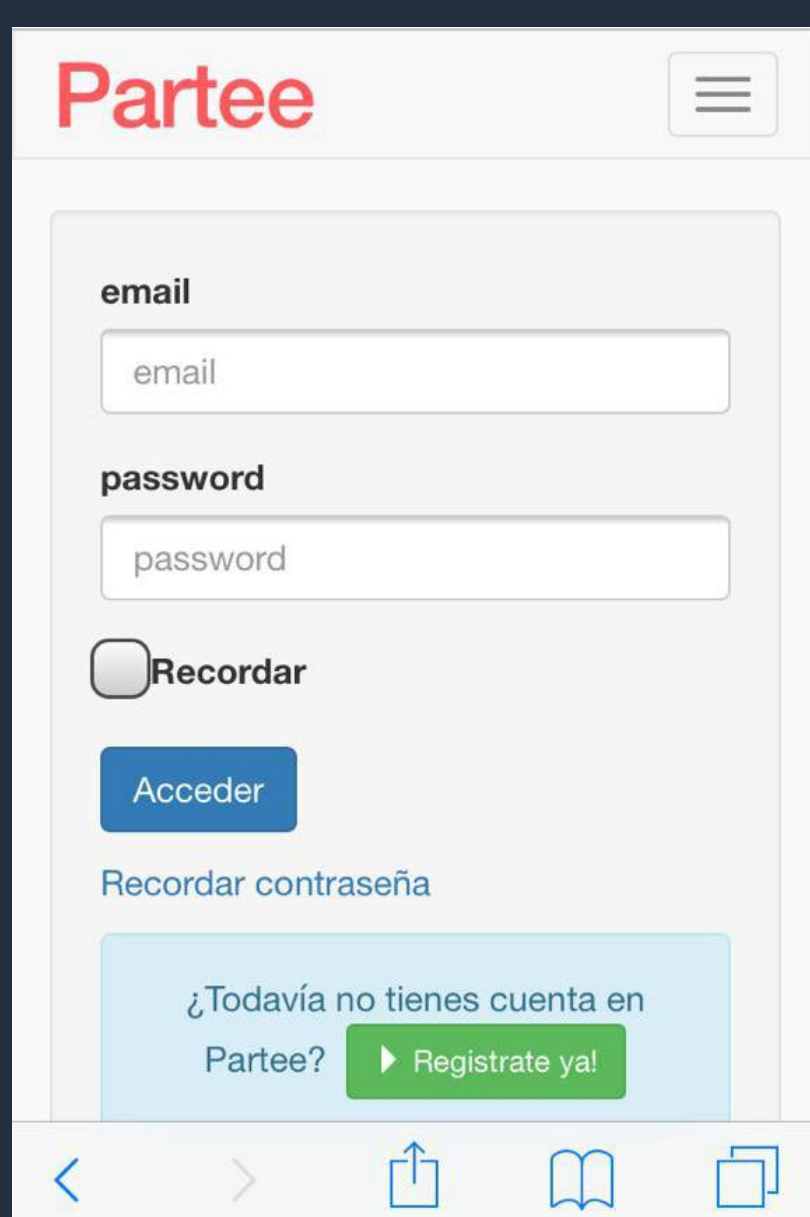 Partee
email
email
password
password
Recordar
Acceder
Recordar contraseña
¿Todavía no tienes cuenta en
Partee? Registrate ya!